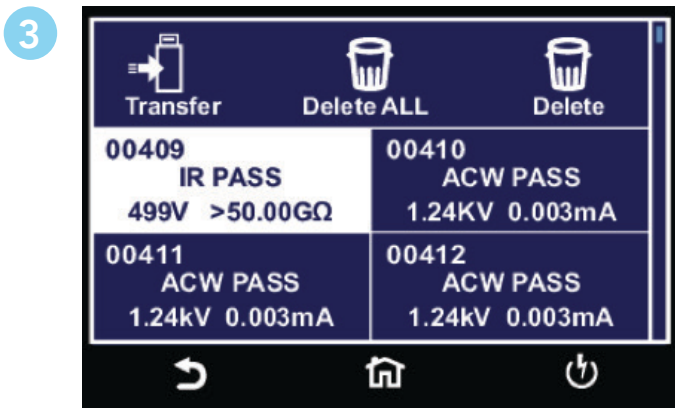 3
Transfer Delete ALL Delete
00409 00410
IR PASS ACW PASS
499V >50.00GΩ 1.24KV 0.003mA
00411 00412
ACW PASS ACW PASS
1.24kV 0.003mA 1.24kV 0.003mA